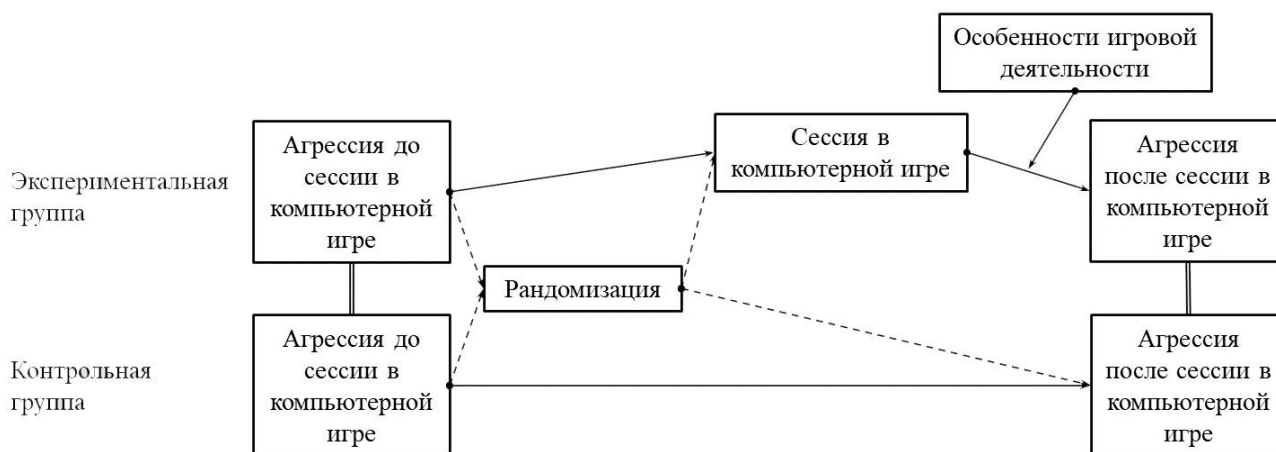 Особенности игровой
деятельности
Экспериментальная
группа
Агрессия до
сессии в
компьютерной
игре
Сессия в
компьютерной игре
Агрессия
после сессии в
компьютерной
игре
Рандомизация
Контрольная
группа
Агрессия до
сессии в
компьютерной
игре
Агрессия
после сессии в
компьютерной
игре